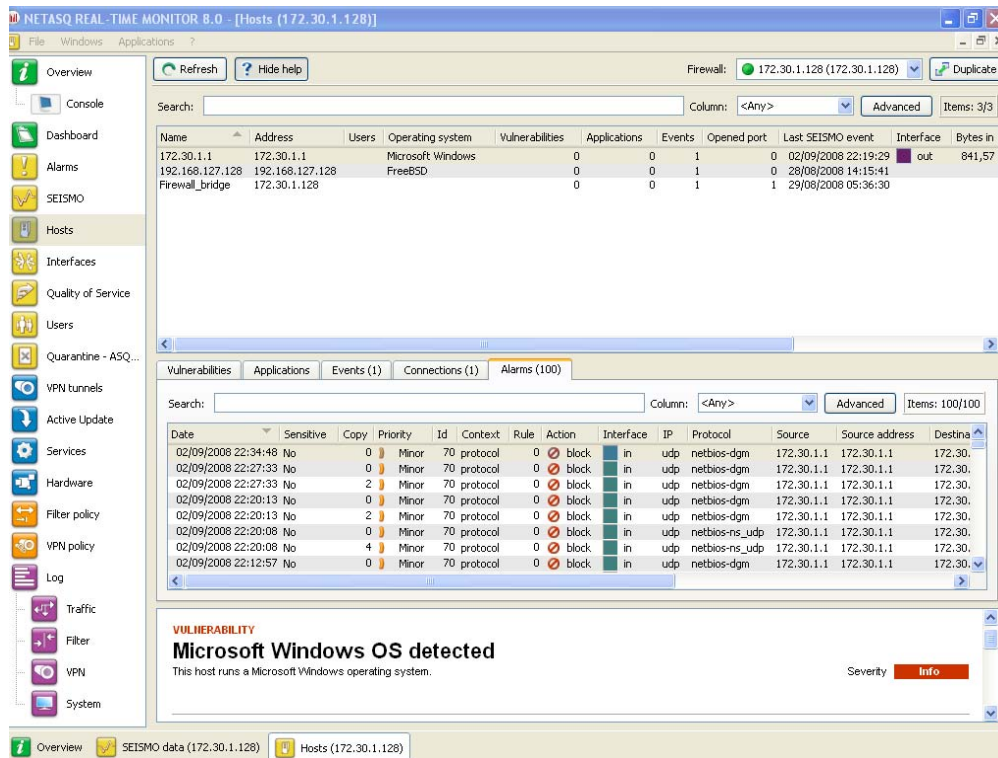 NETASQ REAL-TIME MONITOR 8.0 - [Hosts (172.30.1.128)]
File Windows Applications ?
Overview
Console
Dashboard
Alarms
SEISMO
Hosts
Interfaces
Quality of Service
Users
Quarantine - ASQ...
VPN tunnels
Active Update
Services
Hardware
Filter policy
VPN policy
Log
Traffic
Filter
VPN
System
Refresh ? Hide help Firewall: 172.30.1.128 (172.30.1.128) Duplicate
Search: Column: <Any> Advanced Items: 3/3
Name Address Users Operating system Vulnerabilities Applications Events Opened port Last SEISMO event Interface Bytes in
172.30.1.1 172.30.1.1 Microsoft Windows 0 0 1 0 02/09/2008 22:19:29 out 841,57
192.168.127.128 192.168.127.128 FreeBSD 0 0 1 0 28/08/2008 14:15:41
Firewall_bridge 172.30.1.128 0 0 1 1 29/08/2008 05:36:30
Vulnerabilities Applications Events (1) Connections (1) Alarms (100)
Search: Column: <Any> Advanced Items: 100/100
Date Sensitive Copy Priority Id Context Rule Action Interface IP Protocol Source Source address Destina
02/09/2008 22:34:48 No 0 Minor 70 protocol 0 block in udp netbios-dgm 172.30.1.1 172.30.1.1 172.30.
02/09/2008 22:27:33 No 0 Minor 70 protocol 0 block in udp netbios-dgm 172.30.1.1 172.30.1.1 172.30.
02/09/2008 22:27:33 No 2 Minor 70 protocol 0 block in udp netbios-dgm 172.30.1.1 172.30.1.1 172.30.
02/09/2008 22:20:13 No 0 Minor 70 protocol 0 block in udp netbios-dgm 172.30.1.1 172.30.1.1 172.30.
02/09/2008 22:20:13 No 2 Minor 70 protocol 0 block in udp netbios-dgm 172.30.1.1 172.30.1.1 172.30.
02/09/2008 22:20:08 No 0 Minor 70 protocol 0 block in udp netbios-ns_udp 172.30.1.1 172.30.1.1 172.30.
02/09/2008 22:20:08 No 4 Minor 70 protocol 0 block in udp netbios-ns_udp 172.30.1.1 172.30.1.1 172.30.
02/09/2008 22:12:57 No 0 Minor 70 protocol 0 block in udp netbios-dgm 172.30.1.1 172.30.1.1 172.30.
VULNERABILITY
Microsoft Windows OS detected
This host runs a Microsoft Windows operating system. Severity Info
Overview SEISMO data (172.30.1.128) Hosts (172.30.1.128)